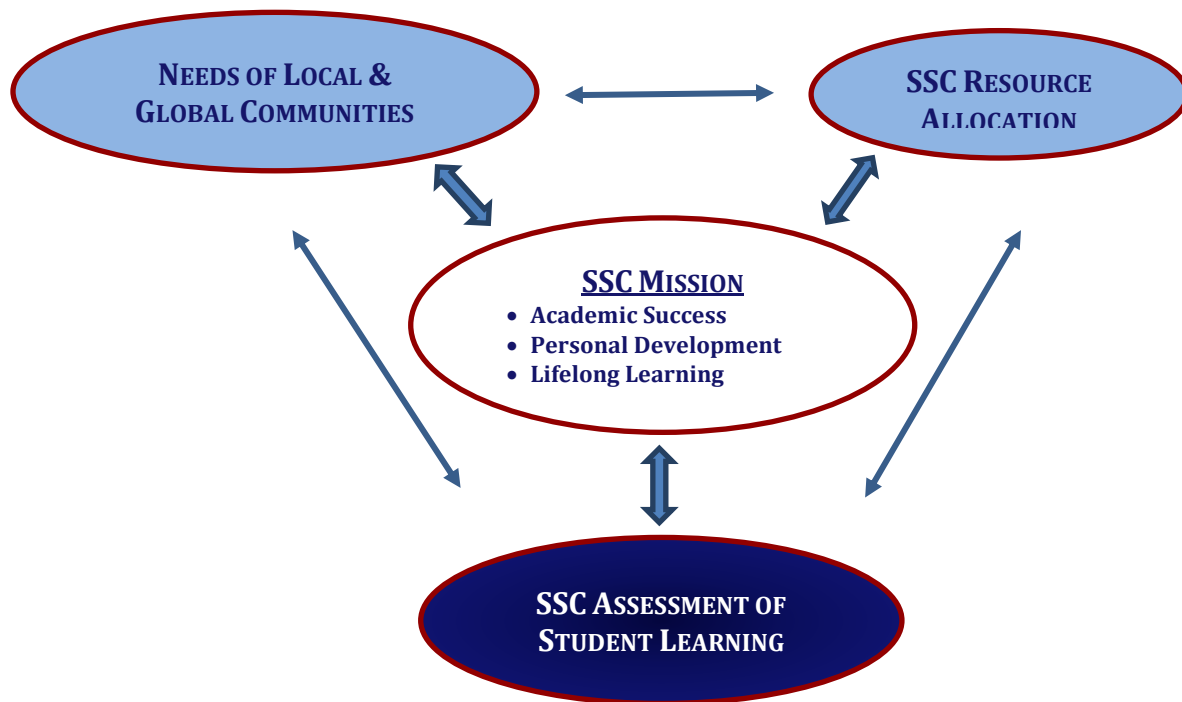 NEEDS OF LOCAL &
GLOBAL COMMUNITIES
SSC RESOURCE
ALLOCATION
SSC MISSION
• Academic Success
• Personal Development
• Lifelong Learning
SSC ASSESSMENT OF
STUDENT LEARNING